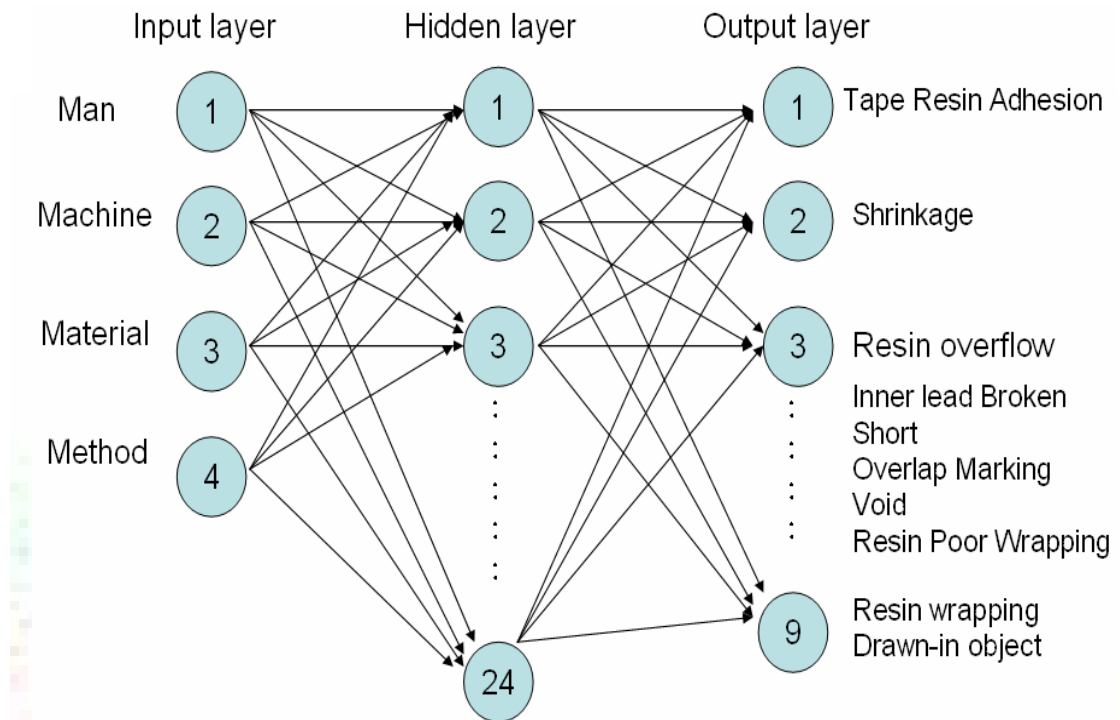 Input layer
Hidden layer
Output layer
Man
1
1
1
Tape Resin Adhesion
Machine
2
2
2
Shrinkage
Material
3
3
3
Resin overflow
Inner lead Broken
Short
Overlap Marking
Void
Resin Poor Wrapping
Method
4
24
9
Resin wrapping
Drawn-in object